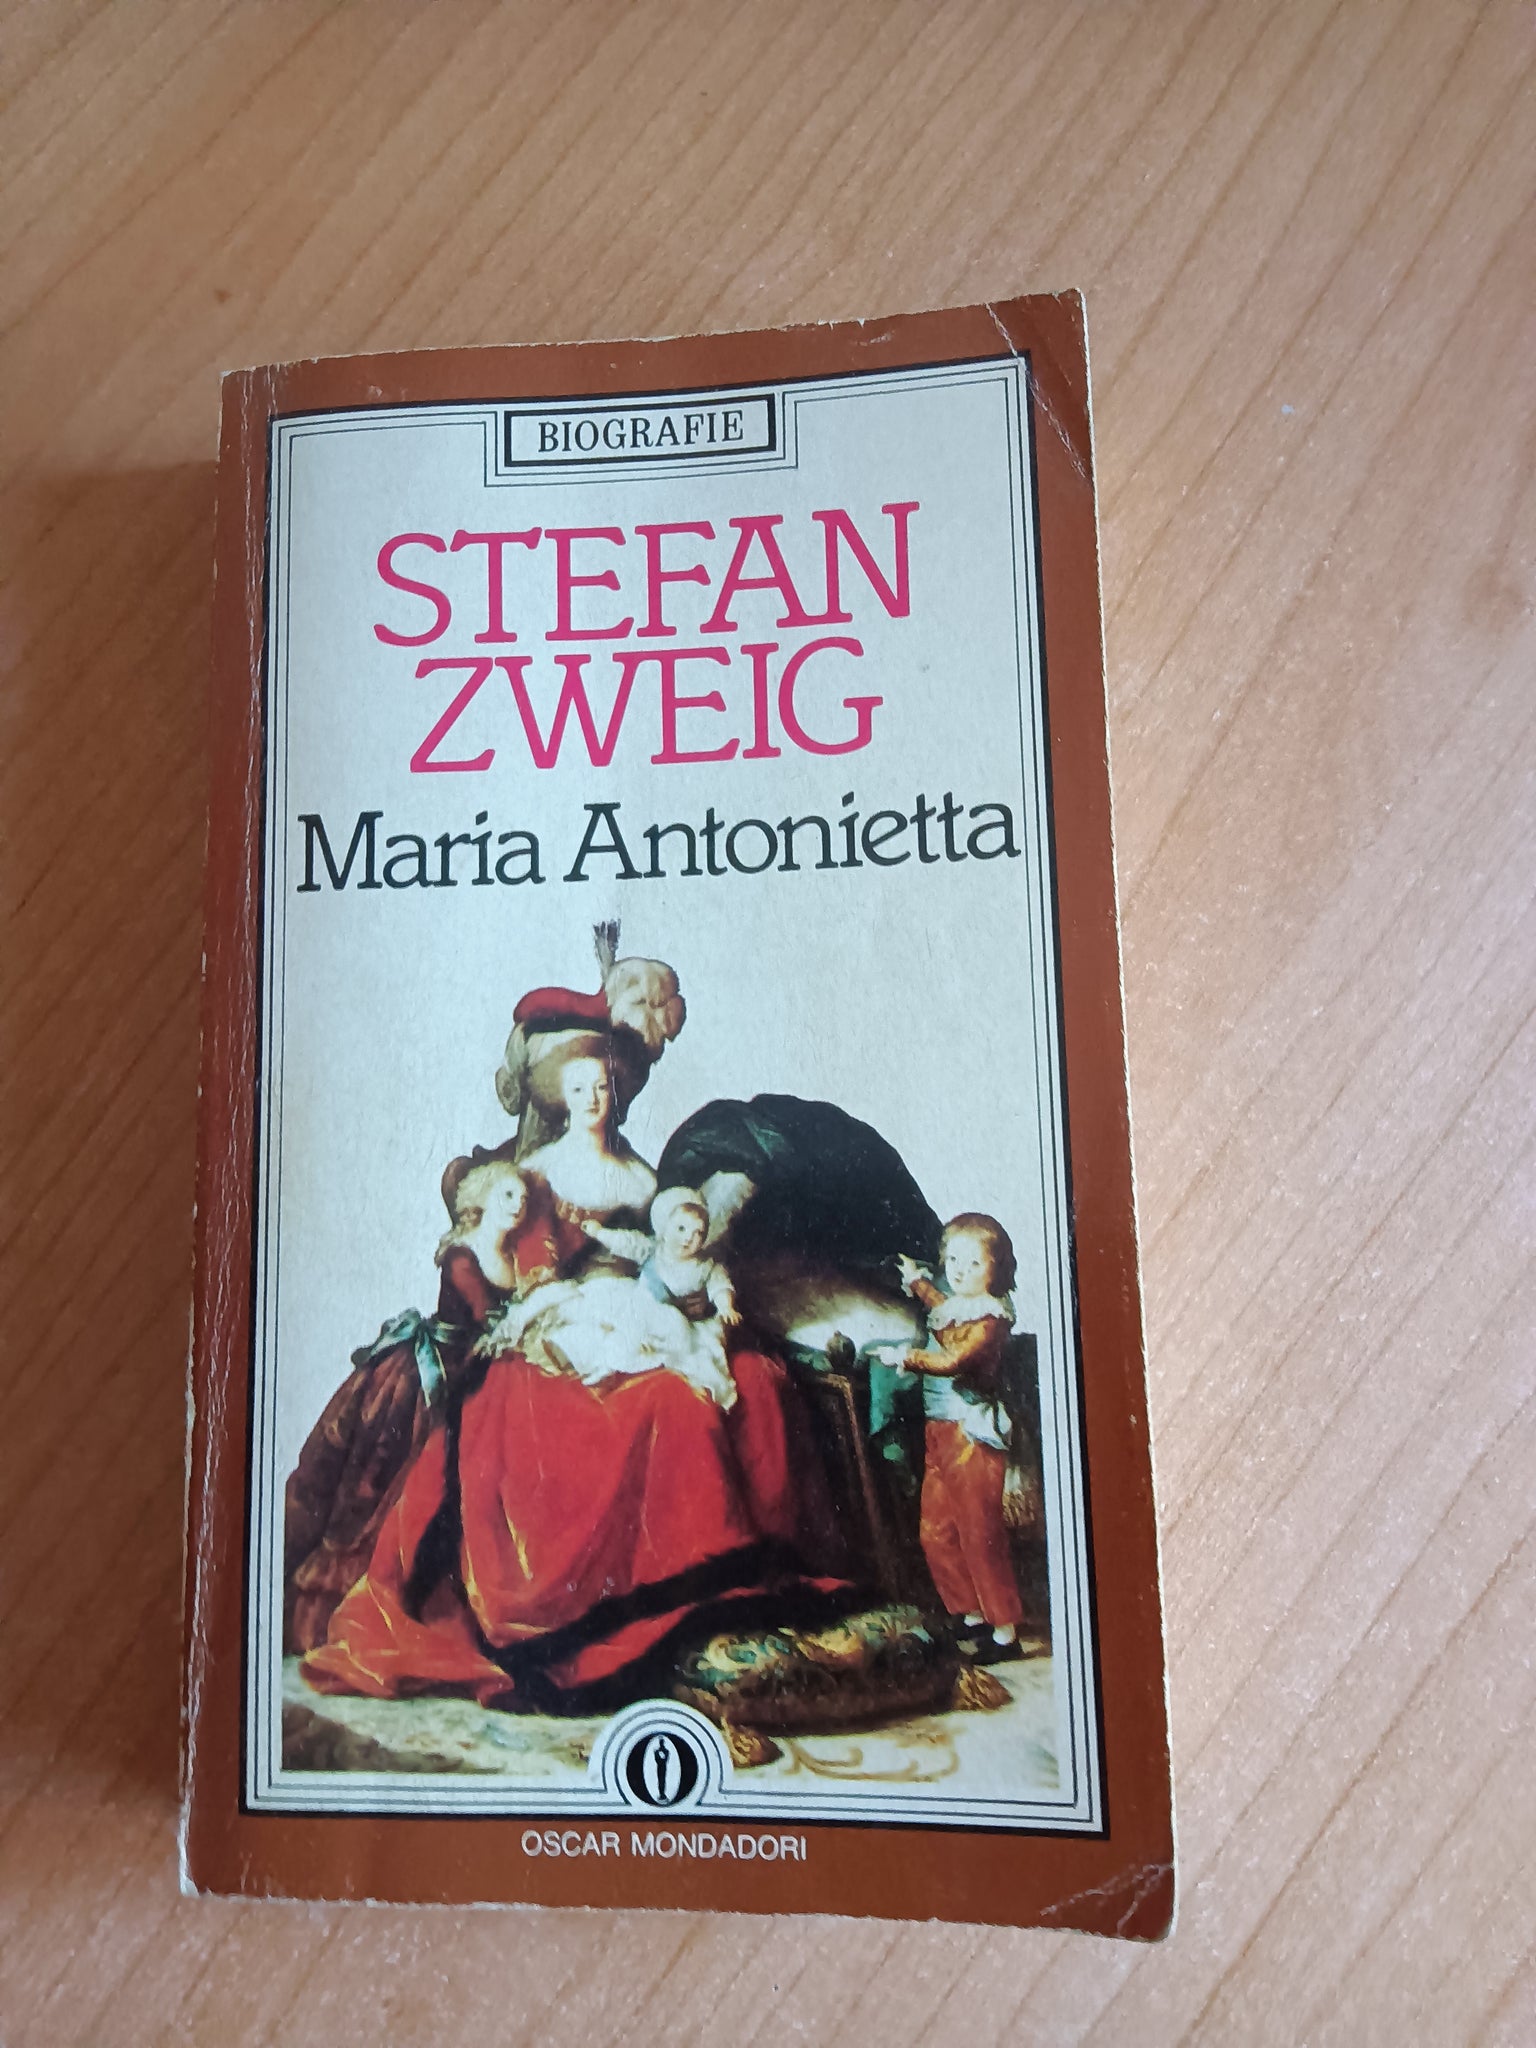 BIOGRAFIE
STEFAN
ZWEIG
Maria Antonietta
OSCAR MONDADORI